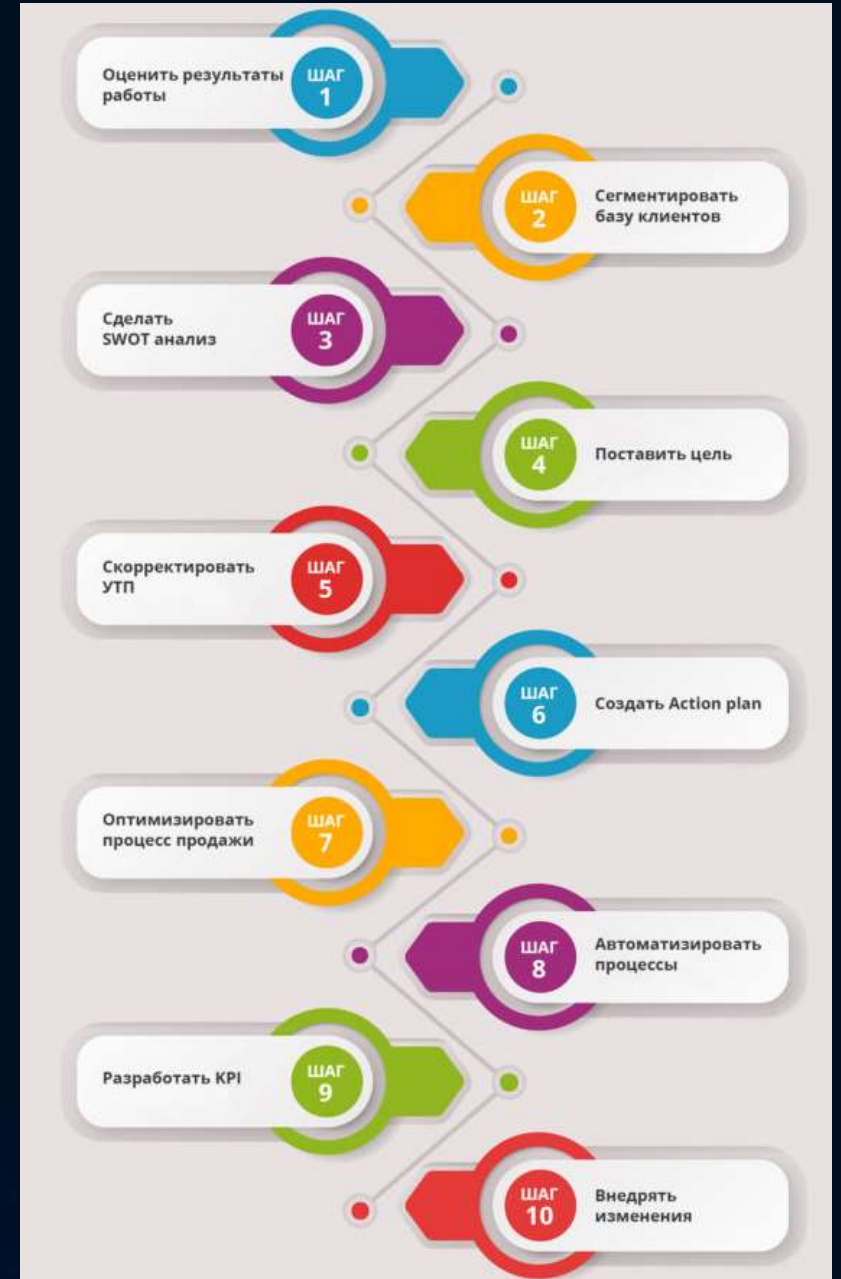 Оценить результаты
работы
ШАГ
1
ШАГ
2
Сегментировать
базу клиентов
Сделать
SWOT анализ
ШАГ
3
ШАГ
4
Поставить цель
Скорректировать
УТП
ШАГ
5
ШАГ
6
Создать Action plan
Оптимизировать
процесс продажи
ШАГ
7
ШАГ
8
Автоматизировать
процессы
Разработать KPI
ШАГ
9
ШАГ
10
Внедрять
изменения